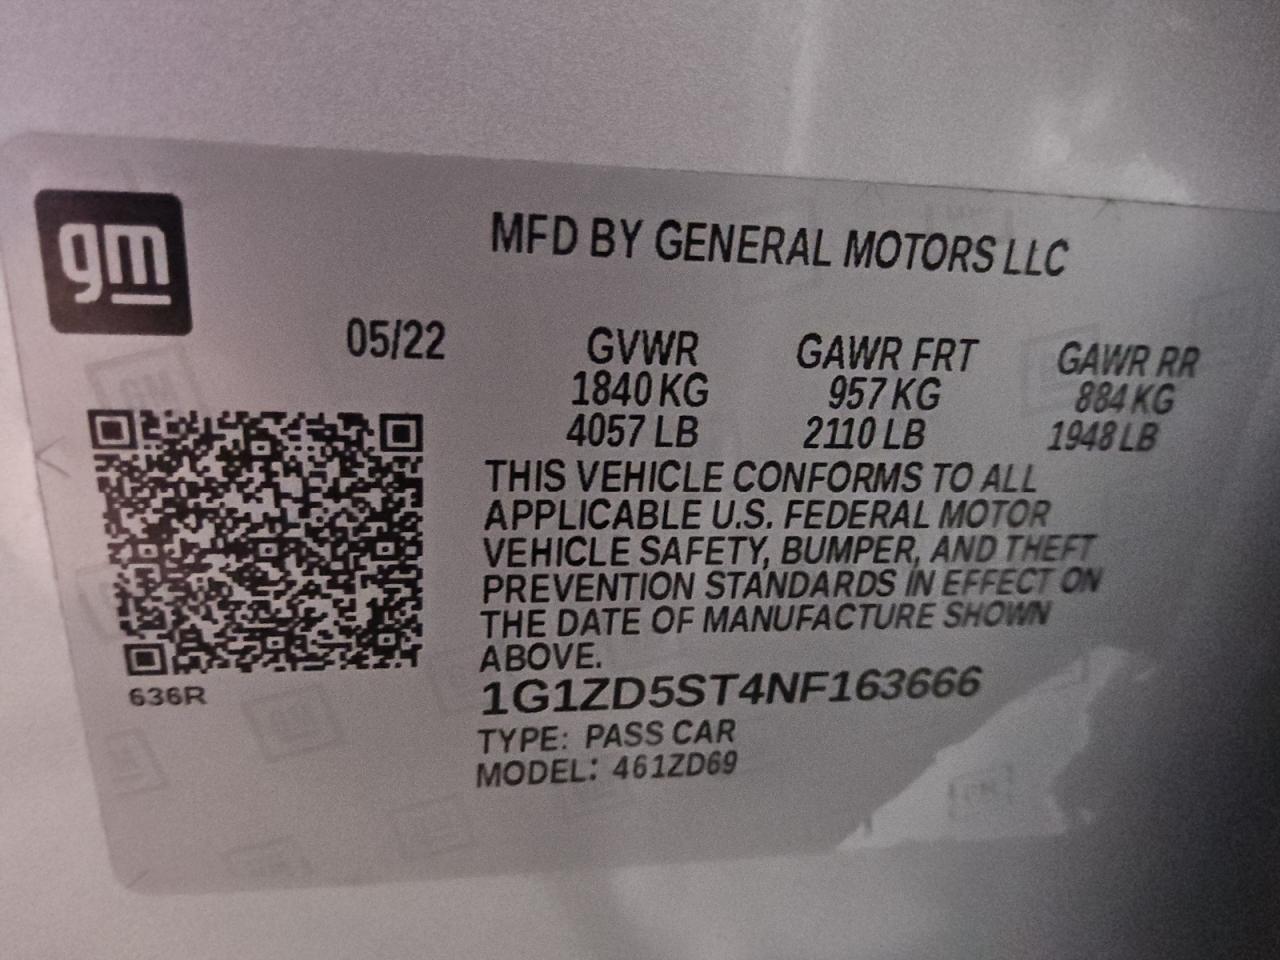 gm
MFD BY GENERAL MOTORS LLC
05/22
GVWR GAWR FRT GAWR RR
1840 KG 957 KG 884 KG
4057 LB 2110 LB 1948 LB
THIS VEHICLE CONFORMS TO ALL
APPLICABLE U.S. FEDERAL MOTOR
VEHICLE SAFETY, BUMPER, AND THEFT
PREVENTION STANDARDS IN EFFECT ON
THE DATE OF MANUFACTURE SHOWN
ABOVE.
1G1ZD5ST4NF163666
TYPE: PASS CAR
MODEL: 461ZD69
636R